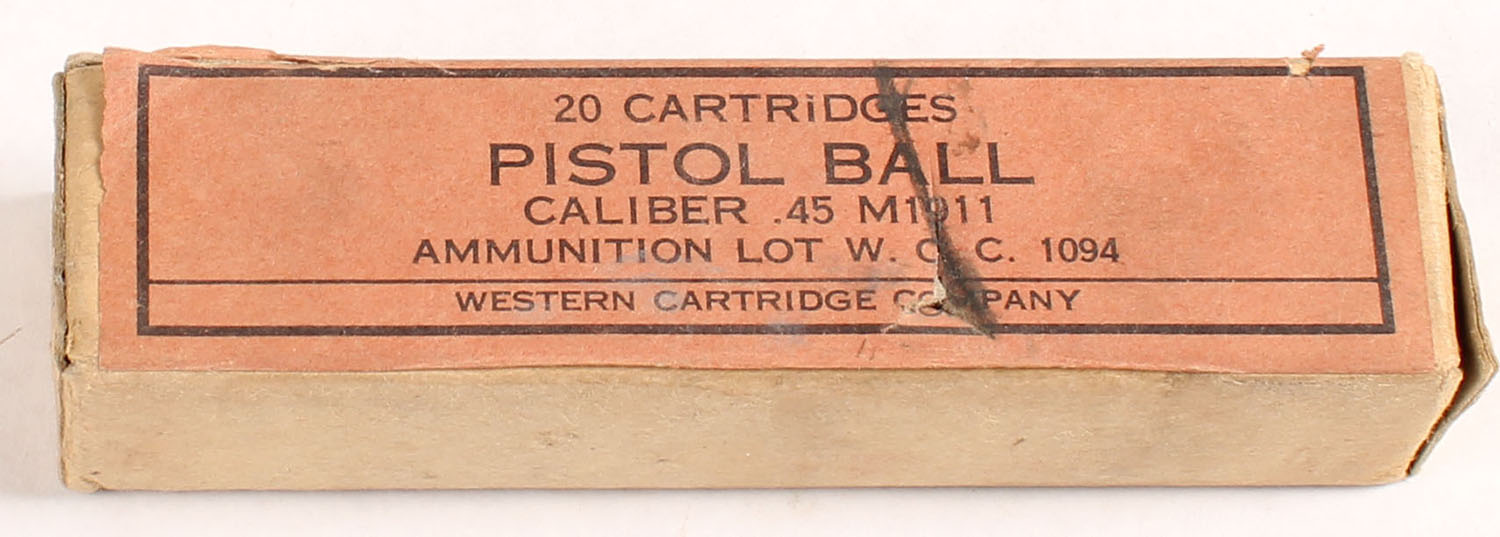 20 CARTRiDGES
PISTOL BALL
CALIBER .45 M1911
AMMUNITION LOT W. C. C. 1094
WESTERN CARTRIDGE COMPANY